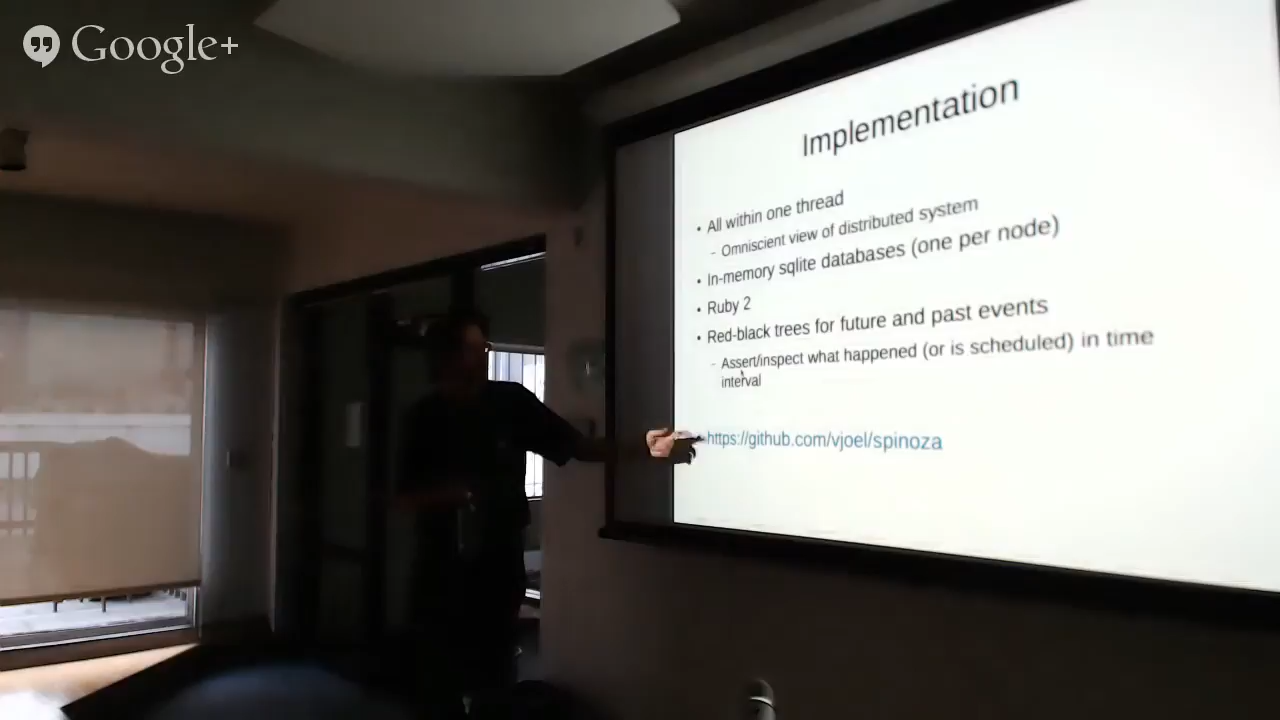 Google+
Implementation
• All within one thread
- Omniscient view of distributed system
• In-memory sqlite databases (one per node)
• Ruby 2
• Red-black trees for future and past events
- Assert/inspect what happened (or is scheduled) in time
interval
https://github.com/vjoel/spinoza